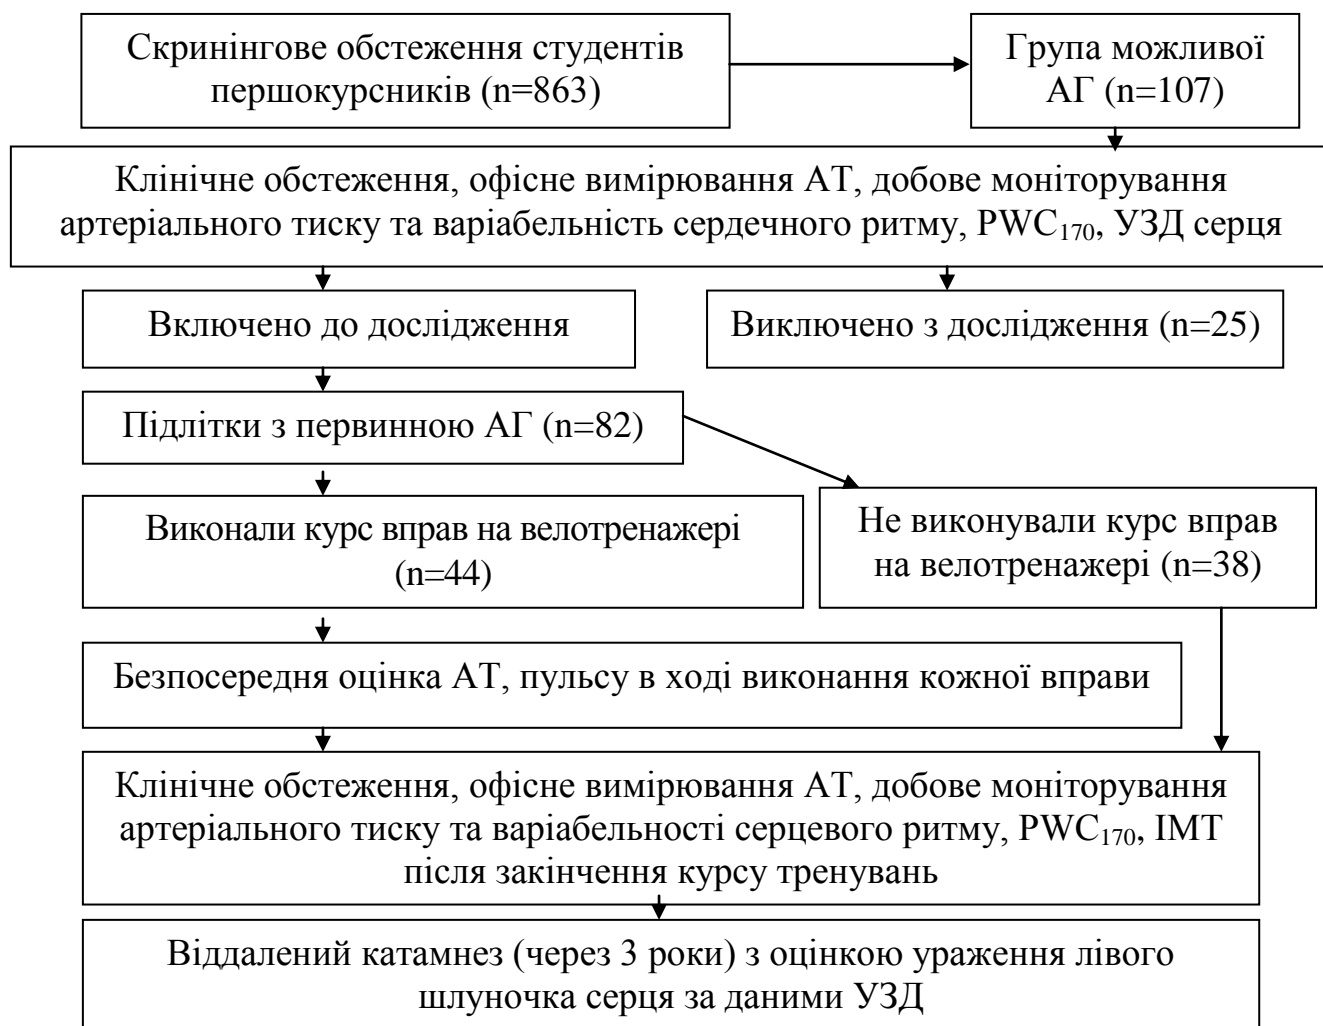 Скринінгове обстеження студентів
першокурсників (n=863)
Група можливої
АГ (n=107)
Клінічне обстеження, офісне вимірювання АТ, добове моніторування
артеріального тиску та варіабельність сердечного ритму, PWC₁₇₀, УЗД серця
Включено до дослідження
Виключено з дослідження (n=25)
Підлітки з первинною АГ (n=82)
Виконали курс вправ на велотренажері
(n=44)
Не виконували курс вправ
на велотренажері (n=38)
Безпосередня оцінка АТ, пульсу в ході виконання кожної вправи
Клінічне обстеження, офісне вимірювання АТ, добове моніторування
артеріального тиску та варіабельності серцевого ритму, PWC₁₇₀, ІМТ
після закінчення курсу тренувань
Віддалений катамнез (через 3 роки) з оцінкою ураження лівого
шлуночка серця за даними УЗД